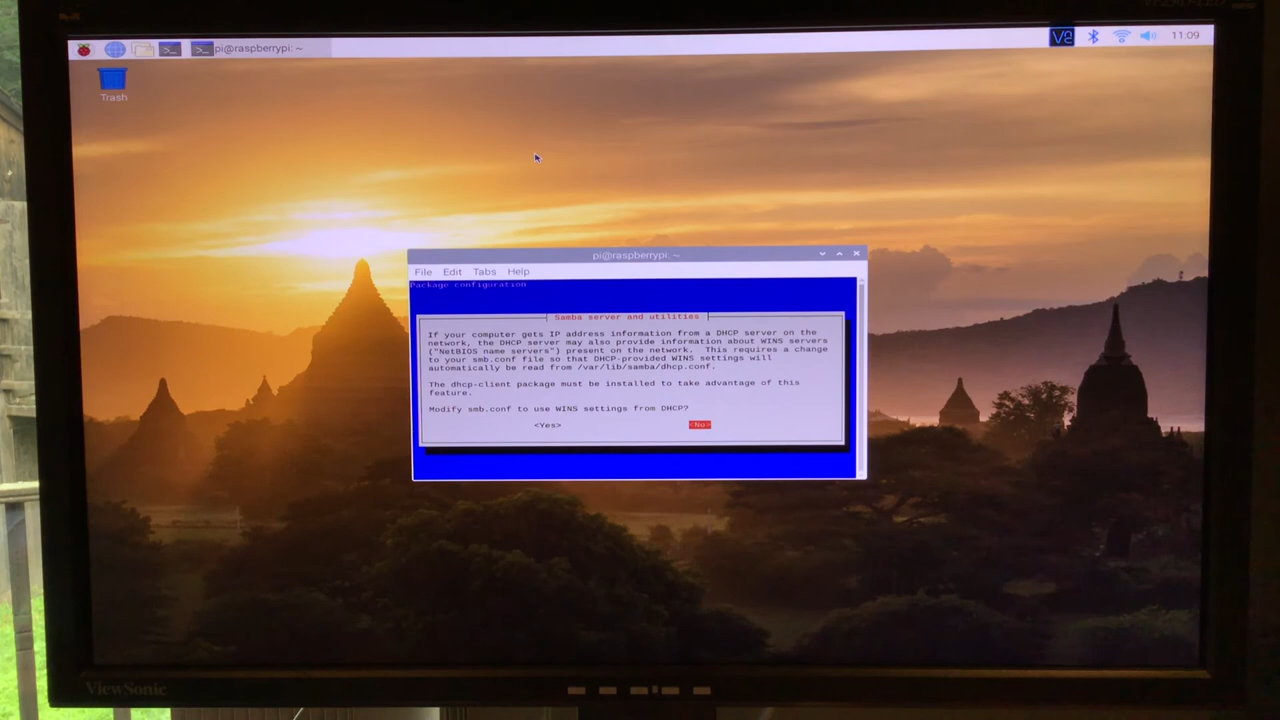 pi@raspberrypi: ~
11:09
Trash
pi@raspberrypi: ~
File Edit Tabs Help
Package configuration
Samba server and utilities
If your computer gets IP address information from a DHCP server on the
network, the DHCP server may also provide information about WINS servers
("NetBIOS name servers") present on the network. This requires a change
to your smb.conf file so that DHCP-provided WINS settings will
automatically be read from /var/lib/samba/dhcp.conf.
The dhcp-client package must be installed to take advantage of this
feature.
Modify smb.conf to use WINS settings from DHCP?
<Yes> <No>
ViewSonic